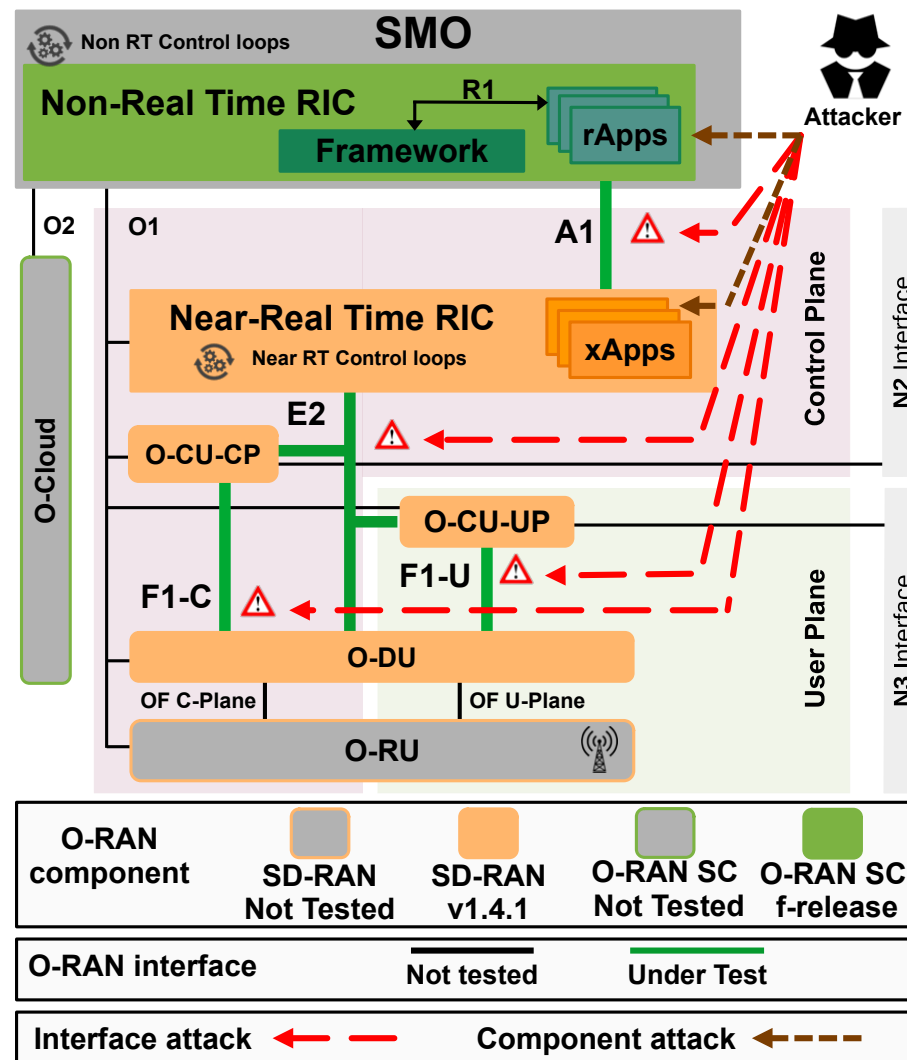 SMO
Non RT Control loops
Attacker
Non-Real Time RIC
R1
Framework
rApps
O2
O1
A1
Control Plane
N2 Interface
Near-Real Time RIC
Near RT Control loops
xApps
O-Cloud
E2
O-CU-CP
O-CU-UP
F1-C
F1-U
User Plane
N3 Interface
O-DU
OF C-Plane
OF U-Plane
O-RU
O-RAN
component
SD-RAN
Not Tested
SD-RAN
v1.4.1
O-RAN SC
Not Tested
O-RAN SC
f-release
O-RAN interface
Not tested
Under Test
Interface attack
Component attack